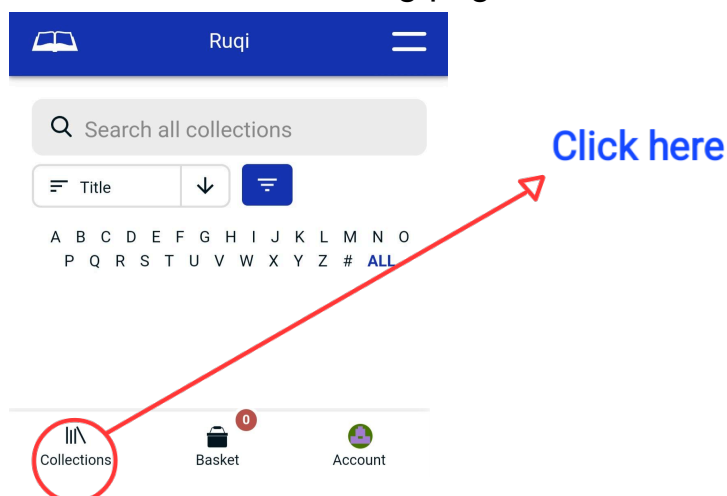 Ruqi
Search all collections
Click here
Title
A B C D E F G H I J K L M N O
P Q R S T U V W X Y Z # ALL
0
Collections
Basket
Account